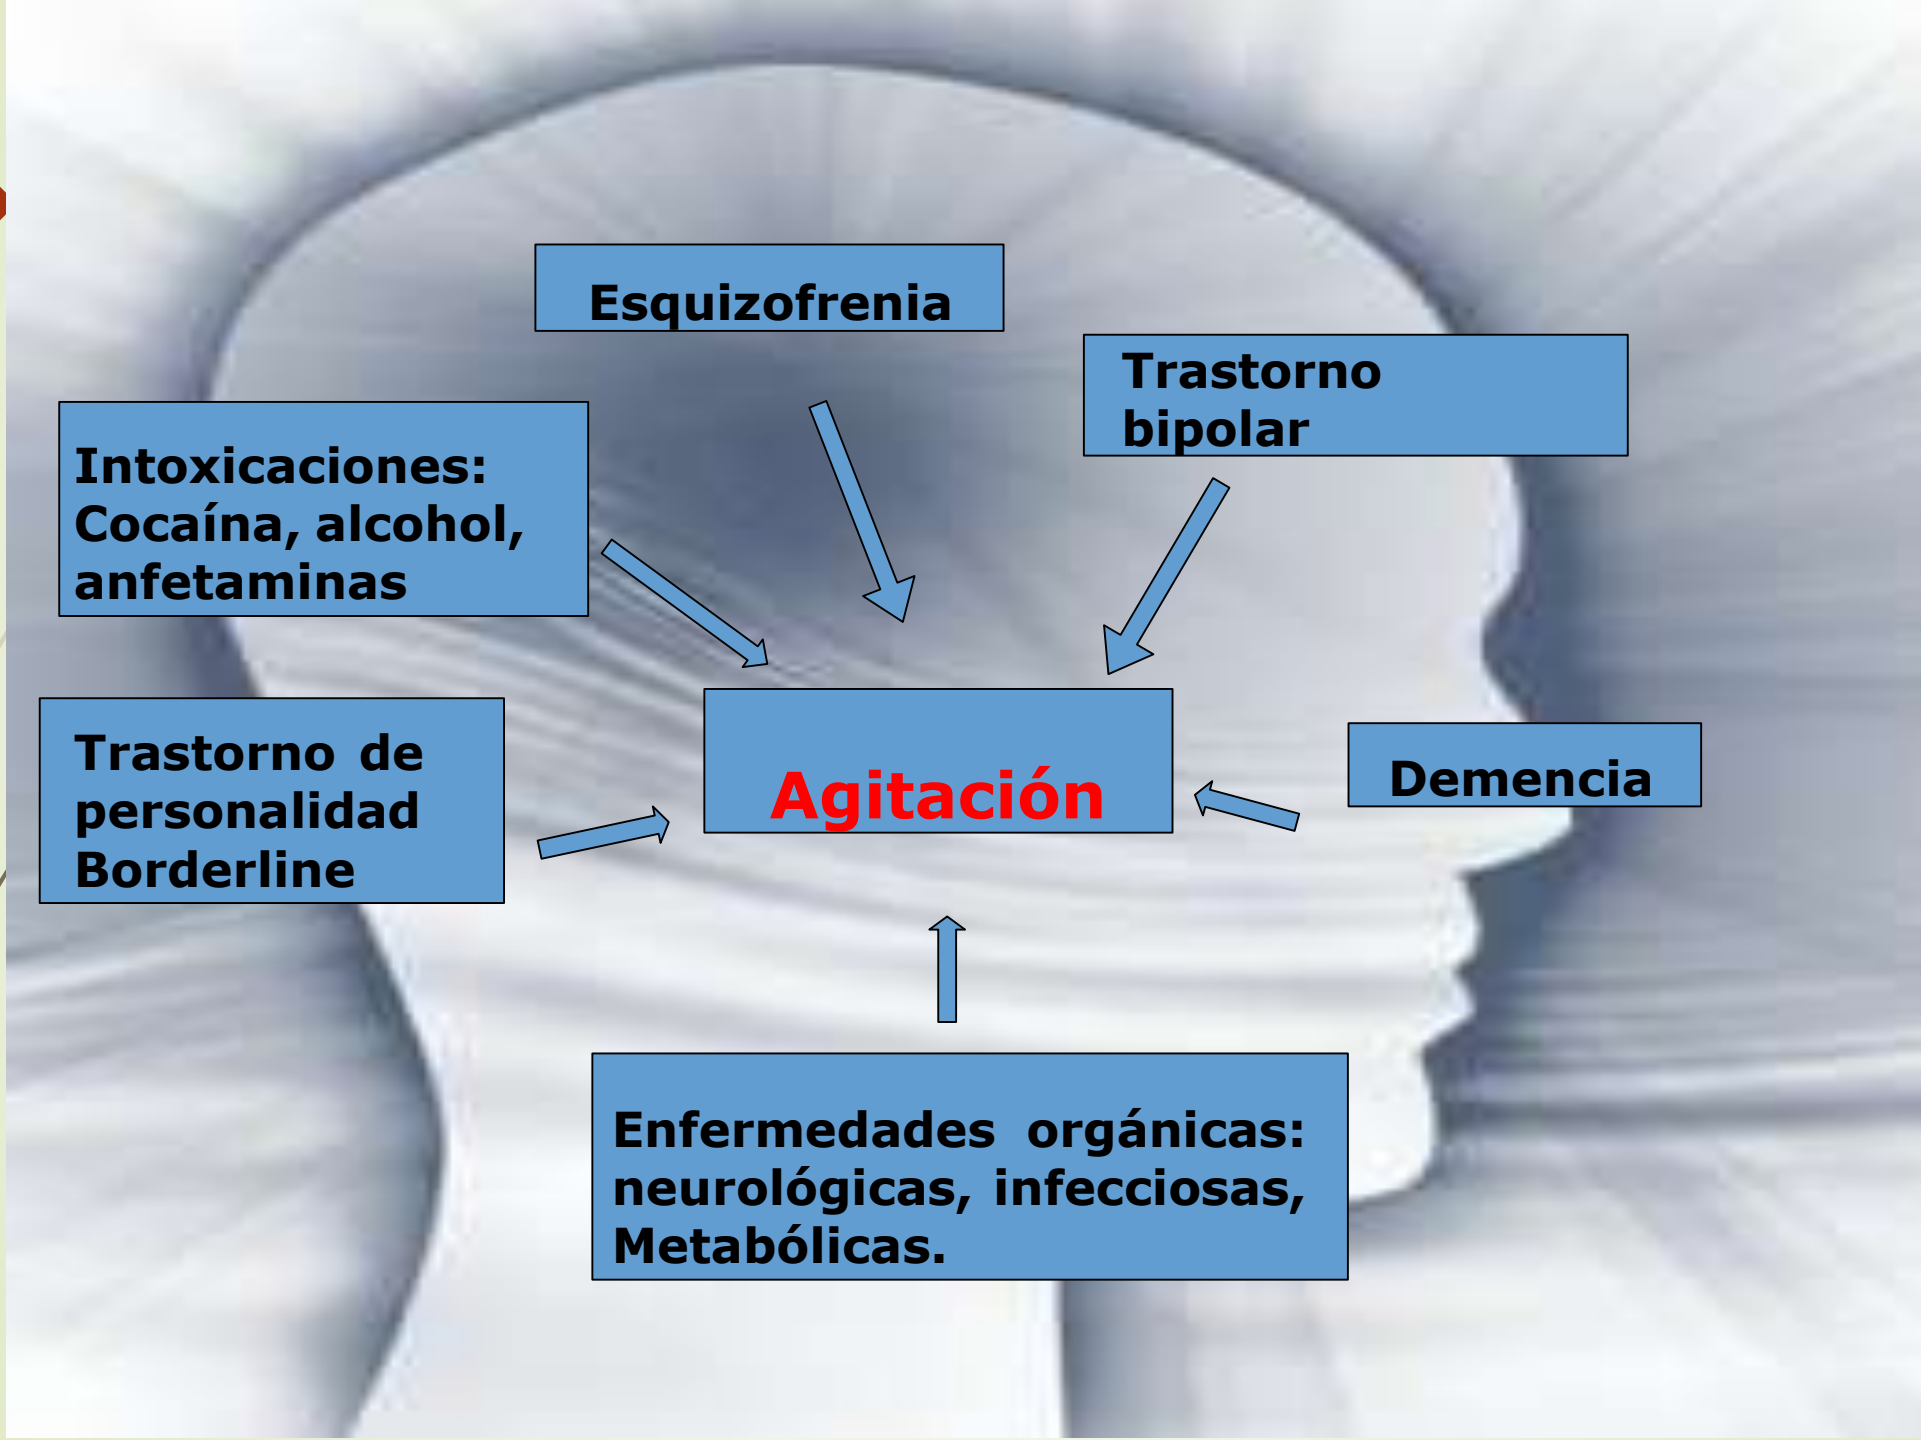 Esquizofrenia
Trastorno
bipolar
Intoxicaciones:
Cocaína, alcohol,
anfetaminas
Trastorno de
personalidad
Borderline
Agitación
Demencia
Enfermedades orgánicas:
neurológicas, infecciosas,
Metabólicas.